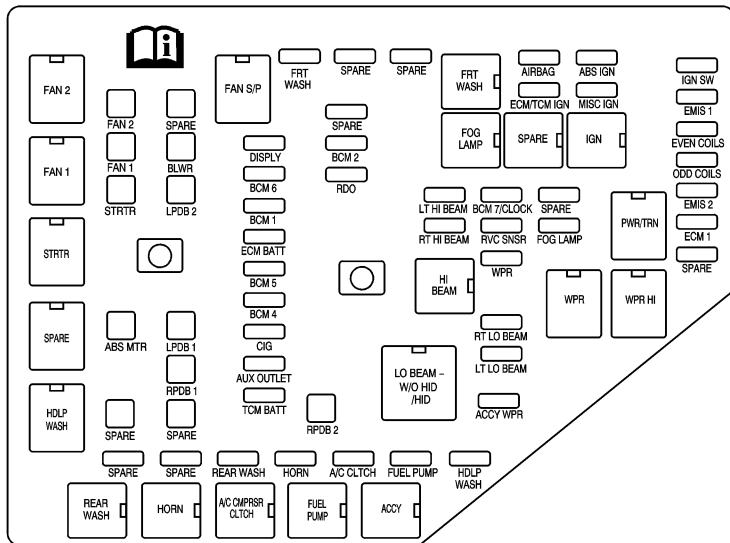 FAN 2
FAN S/P
FRT WASH
SPARE
SPARE
FRT WASH
AIRBAG
ABS IGN
IGN SW
FAN 2
SPARE
ECM/TCM IGN
MISC IGN
EMIS 1
SPARE
FAN 1
FAN 1
BLWR
DISPLY
BCM 2
FOG LAMP
SPARE
IGN
EVEN COILS
BCM 6
RDO
ODD COILS
STRTR
LPDB 2
BCM 1
LT HI BEAM
BCM 7/CLOCK
SPARE
EMIS 2
STRTR
ECM BATT
RT HI BEAM
RVC SNSR
FOG LAMP
PWR/TRN
ECM 1
BCM 5
HI BEAM
WPR
SPARE
BCM 4
WPR
WPR HI
SPARE
ABS MTR
LPDB 1
CIG
RT LO BEAM
AUX OUTLET
LO BEAM –
W/O HID
/HID
LT LO BEAM
RPDB 1
TCM BATT
HDLP WASH
SPARE
SPARE
RPDB 2
ACCY WPR
SPARE
SPARE
REAR WASH
HORN
A/C CLTCH
FUEL PUMP
HDLP WASH
REAR WASH
HORN
A/C CMPRSR CLTCH
FUEL PUMP
ACCY